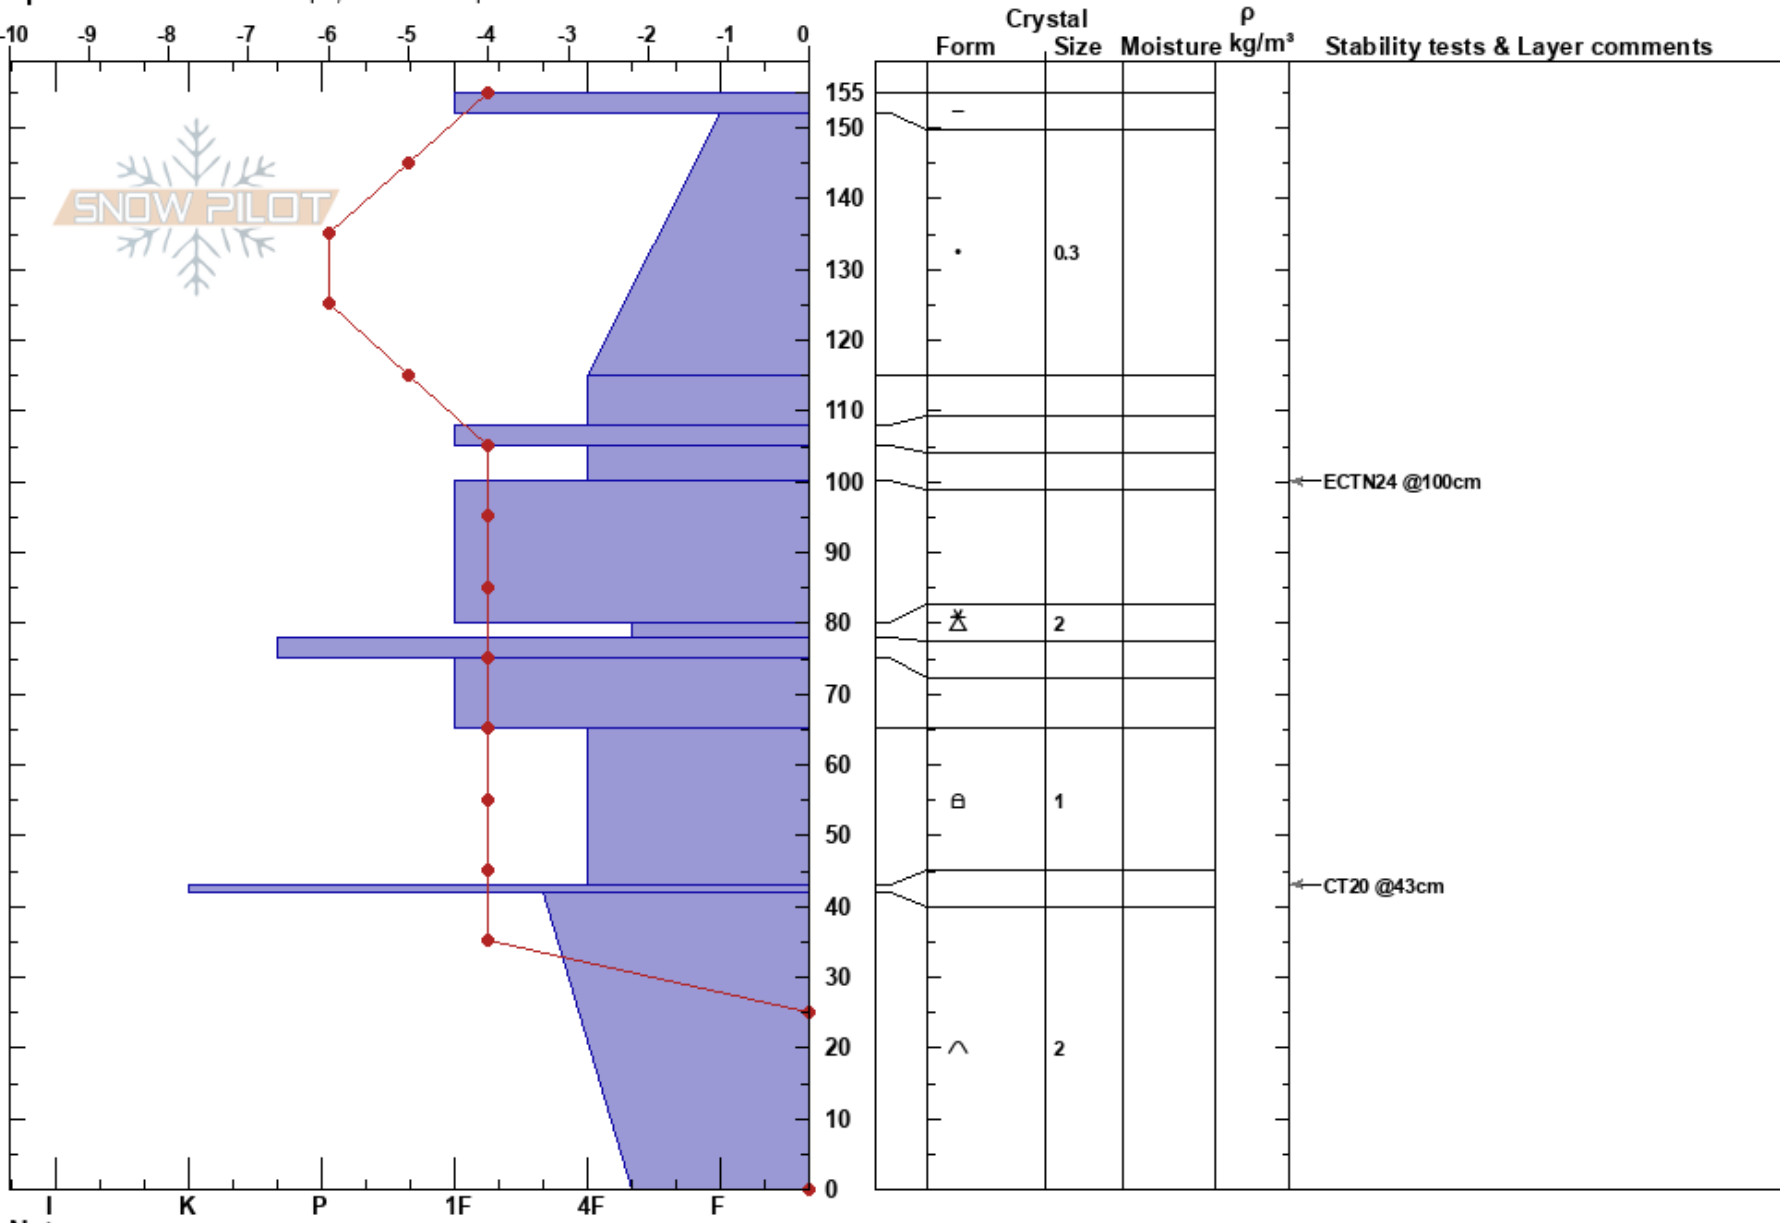 Crystal ρ
-10 -9 -8 -7 -6 -5 -4 -3 -2 -1 0 Form Size Moisture kg/m³ Stability tests & Layer comments
155
150
SNOW PILOT
140
130 0.3
120
110
100 ECTN24 @100cm
90
80 2
70
60
1
50
40 CT20 @43cm
30
20 2
10
0
I K P 1F 4F F